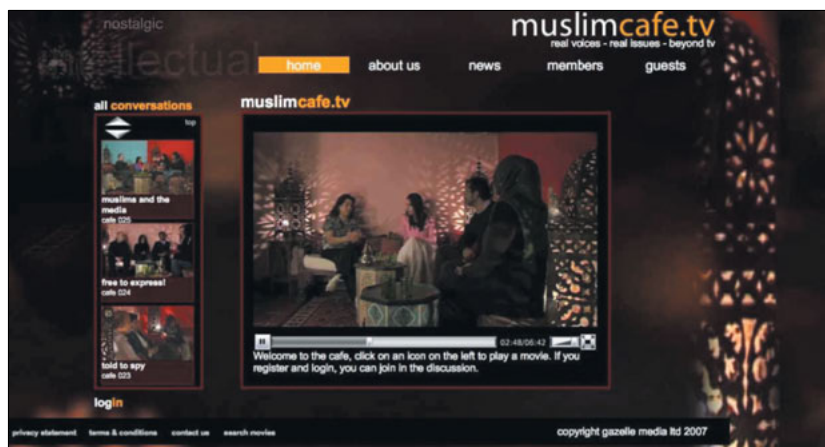 nostalgic
intellectual
muslimcafe.tv
real voices - real issues - beyond tv
home about us news members guests
all conversations
muslimcafe.tv
top
muslims and the
media
cafe 025
free to express!
cafe 024
told to spy
cafe 023
02:48/06:42
Welcome to the cafe, click on an icon on the left to play a movie. If you
register and login, you can join in the discussion.
login
privacy statement terms & conditions contact us search movies
copyright gazelle media ltd 2007